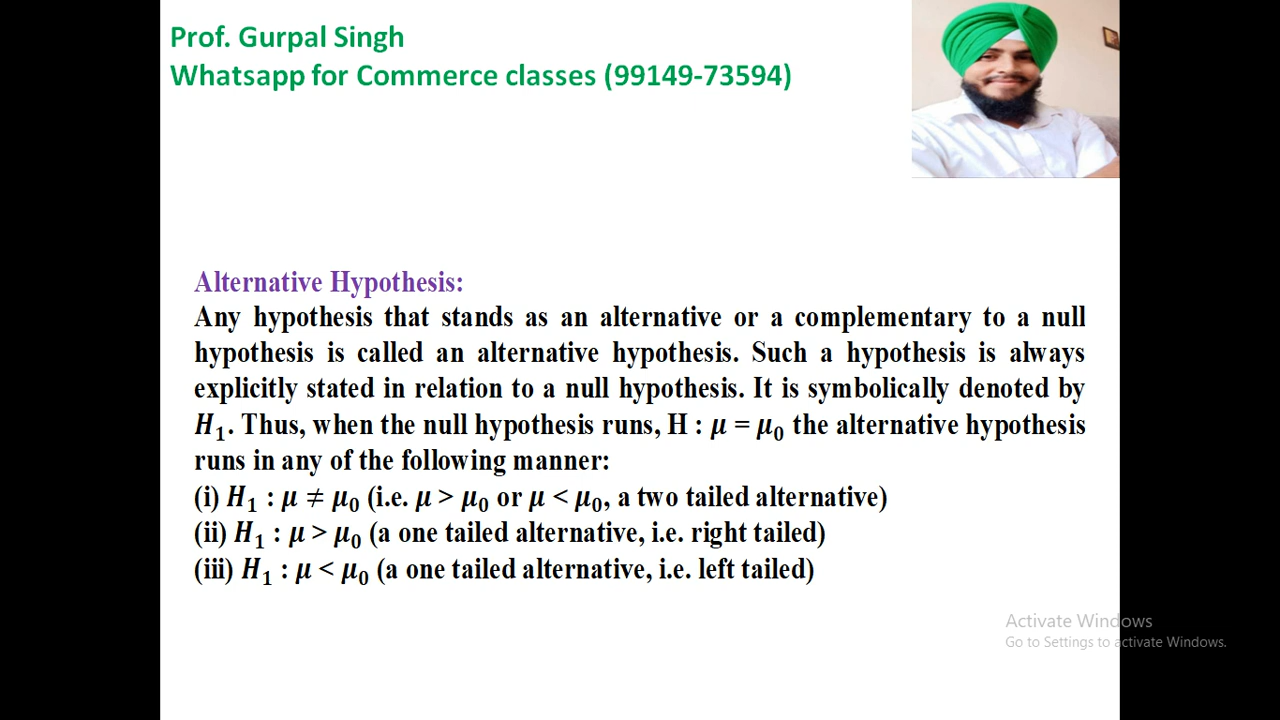 Prof. Gurpal Singh
Whatsapp for Commerce classes (99149-73594)
Alternative Hypothesis:
Any hypothesis that stands as an alternative or a complementary to a null
hypothesis is called an alternative hypothesis. Such a hypothesis is always
explicitly stated in relation to a null hypothesis. It is symbolically denoted by
H₁. Thus, when the null hypothesis runs, H : μ = μ₀ the alternative hypothesis
runs in any of the following manner:
(i) H₁ : μ ≠ μ₀ (i.e. μ > μ₀ or μ < μ₀, a two tailed alternative)
(ii) H₁ : μ > μ₀ (a one tailed alternative, i.e. right tailed)
(iii) H₁ : μ < μ₀ (a one tailed alternative, i.e. left tailed)
Activate Windows
Go to Settings to activate Windows.